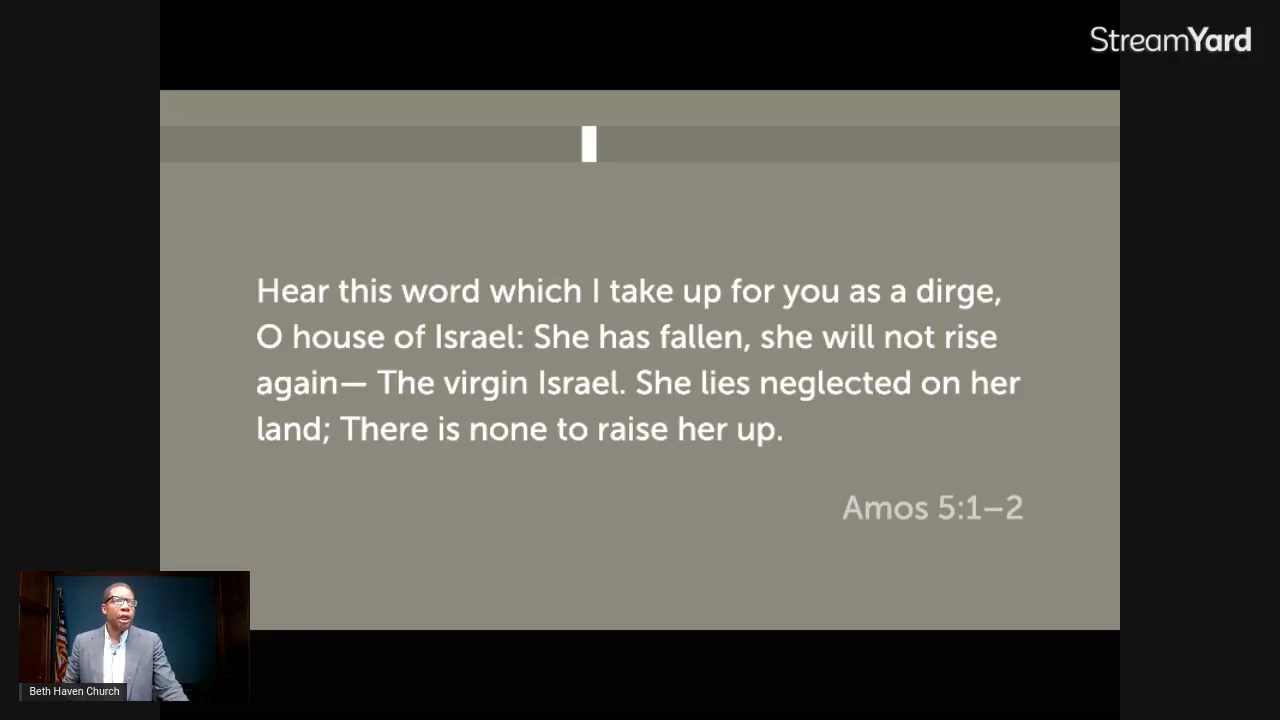 StreamYard
Hear this word which I take up for you as a dirge,
O house of Israel: She has fallen, she will not rise
again— The virgin Israel. She lies neglected on her
land; There is none to raise her up.
Amos 5:1–2
Beth Haven Church